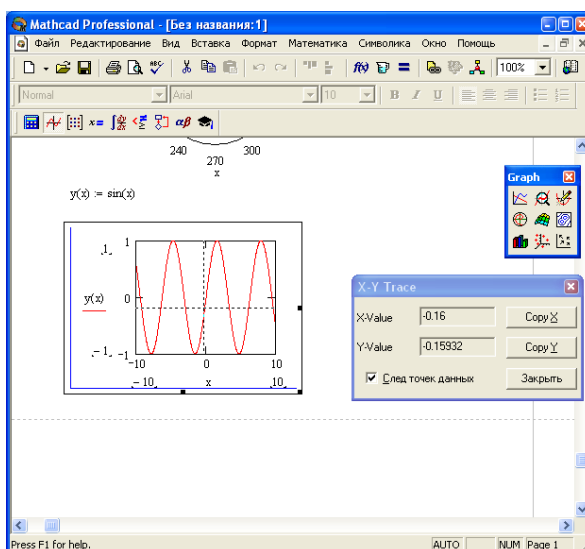 Mathcad Professional - [Без названия:1]
Файл Редактирование Вид Вставка Формат Математика Символика Окно Помощь
100%
Normal Arial 10 B I U
αβ
240 300
270
x
y(x) := sin(x)
Graph
1 1
y(x) 0
-1 -1
-10 0 10
-10 x 10
X-Y Trace
X-Value -0.16 Copy X
Y-Value -0.15932 Copy Y
След точек данных Закрыть
Press F1 for help. AUTO NUM Page 1